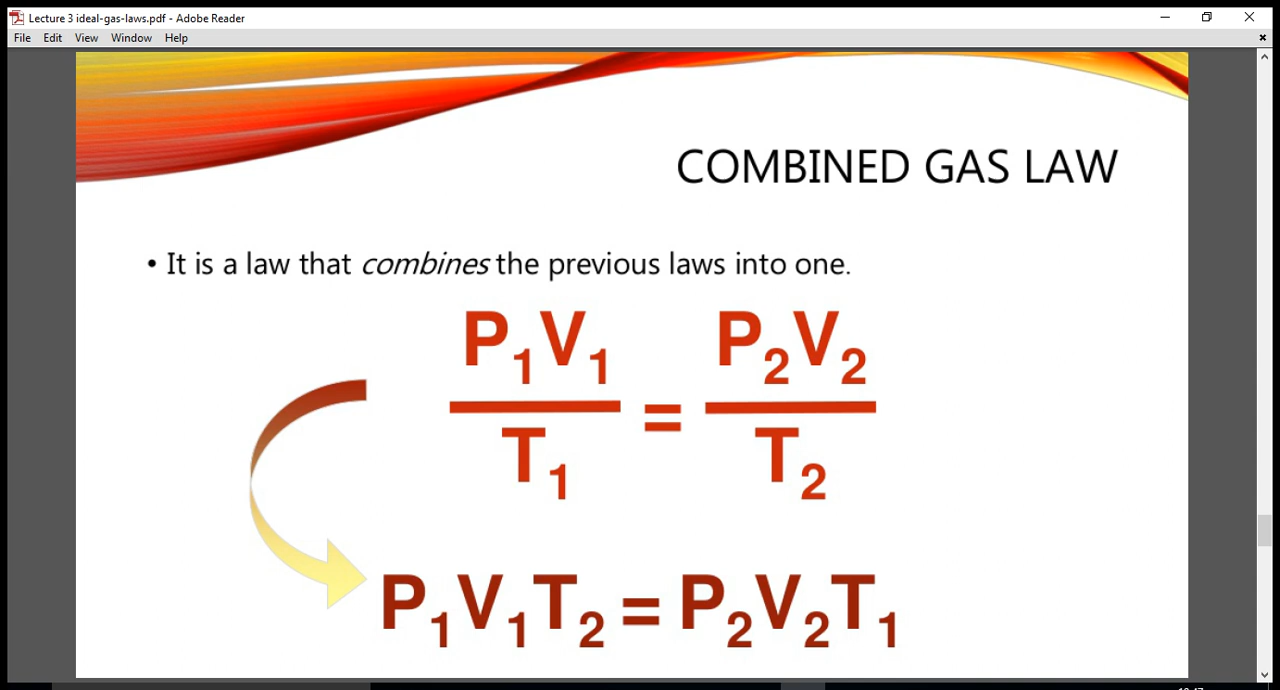 Lecture 3 ideal-gas-laws.pdf - Adobe Reader
File Edit View Window Help
COMBINED GAS LAW
• It is a law that combines the previous laws into one.
P₁V₁ / T₁ = P₂V₂ / T₂
P₁V₁T₂ = P₂V₂T₁